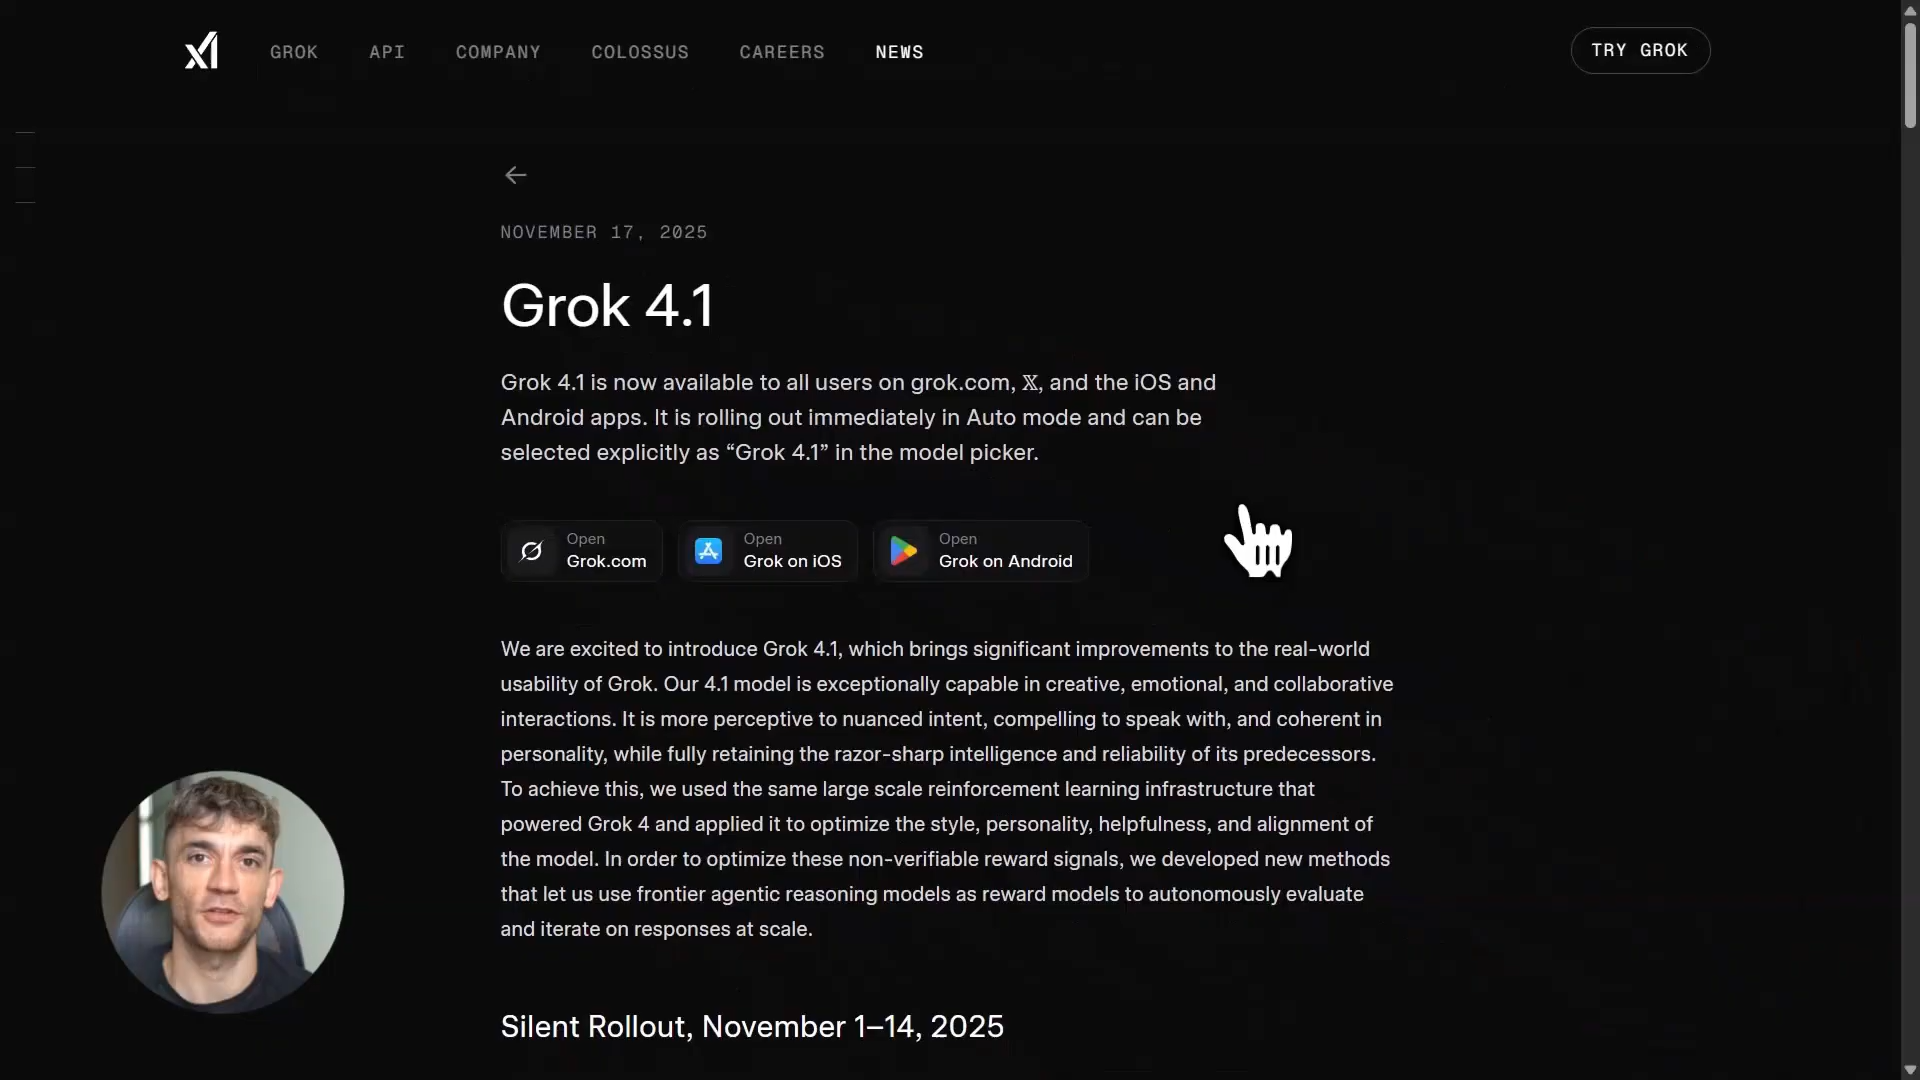 GROK
API
COMPANY
COLOSSUS
CAREERS
NEWS
TRY GROK
NOVEMBER 17, 2025
Grok 4.1
Grok 4.1 is now available to all users on grok.com, 𝕏, and the iOS and
Android apps. It is rolling out immediately in Auto mode and can be
selected explicitly as “Grok 4.1” in the model picker.
Open
Grok.com
Open
Grok on iOS
Open
Grok on Android
We are excited to introduce Grok 4.1, which brings significant improvements to the real-world
usability of Grok. Our 4.1 model is exceptionally capable in creative, emotional, and collaborative
interactions. It is more perceptive to nuanced intent, compelling to speak with, and coherent in
personality, while fully retaining the razor-sharp intelligence and reliability of its predecessors.
To achieve this, we used the same large scale reinforcement learning infrastructure that
powered Grok 4 and applied it to optimize the style, personality, helpfulness, and alignment of
the model. In order to optimize these non-verifiable reward signals, we developed new methods
that let us use frontier agentic reasoning models as reward models to autonomously evaluate
and iterate on responses at scale.
Silent Rollout, November 1–14, 2025